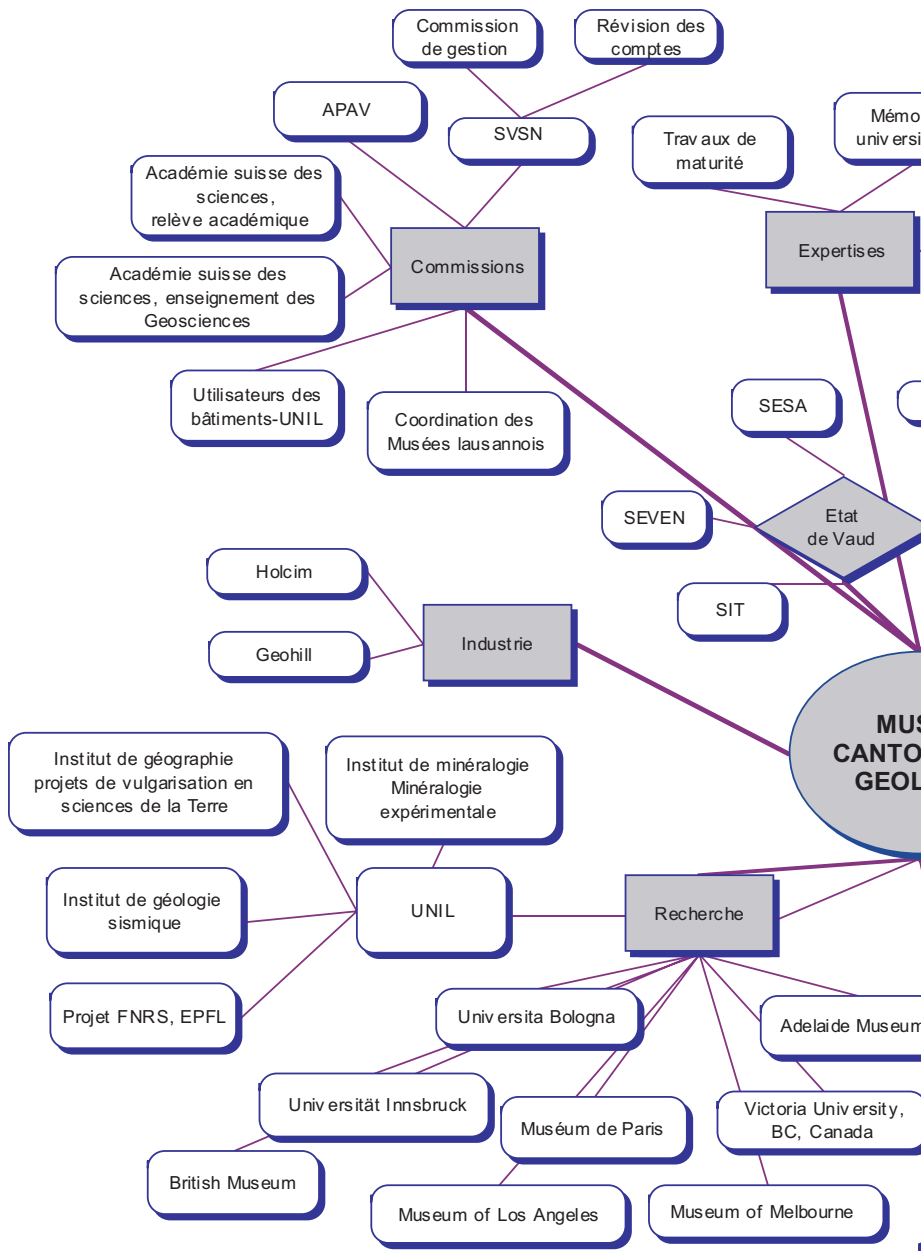 Commission
de gestion
Révision des
comptes
APAV
SVSN
Travaux de
maturité
Académie suisse des
sciences,
relève académique
Commissions
Expertises
Académie suisse des
sciences, enseignement des
Geosciences
Utilisateurs des
bâtiments-UNIL
Coordination des
Musées lausannois
SESA
SEVEN
Etat
de Vaud
SIT
Holcim
Geohill
Industrie
MUS
CANTO
GEOL
Institut de géographie
projets de vulgarisation en
sciences de la Terre
Institut de minéralogie
Minéralogie
expérimentale
Institut de géologie
sismique
UNIL
Recherche
Projet FNRS, EPFL
Universita Bologna
Adelaide Museum
Universität Innsbruck
Muséum de Paris
Victoria University,
BC, Canada
British Museum
Museum of Los Angeles
Museum of Melbourne